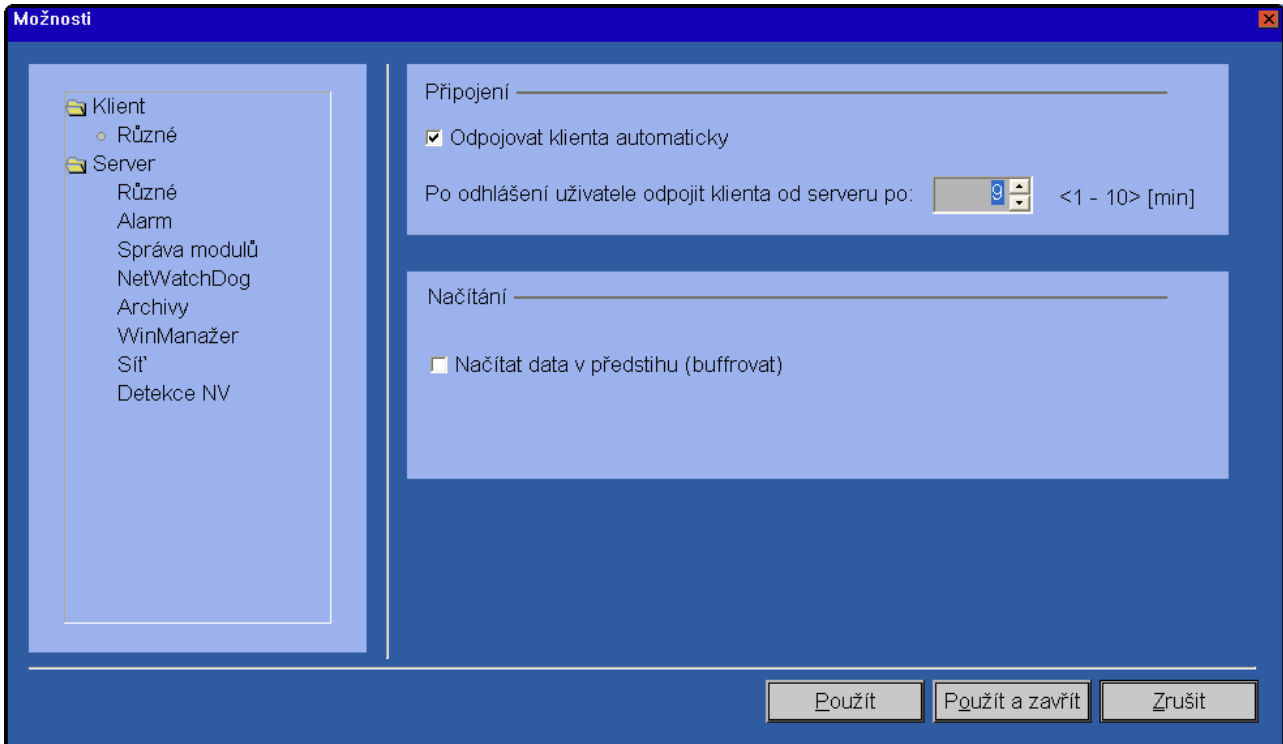 Možnosti
Klient
Různé
Server
Různé
Alarm
Správa modulů
NetWatchDog
Archivy
WinManažer
Síť
Detekce NV
Připojení
Odpojovat klienta automaticky
Po odhlášení uživatele odpojit klienta od serveru po: 9 <1 - 10> [min]
Načítání
Načítat data v předstihu (buffrovat)
Použít Použít a zavřít Zrušit